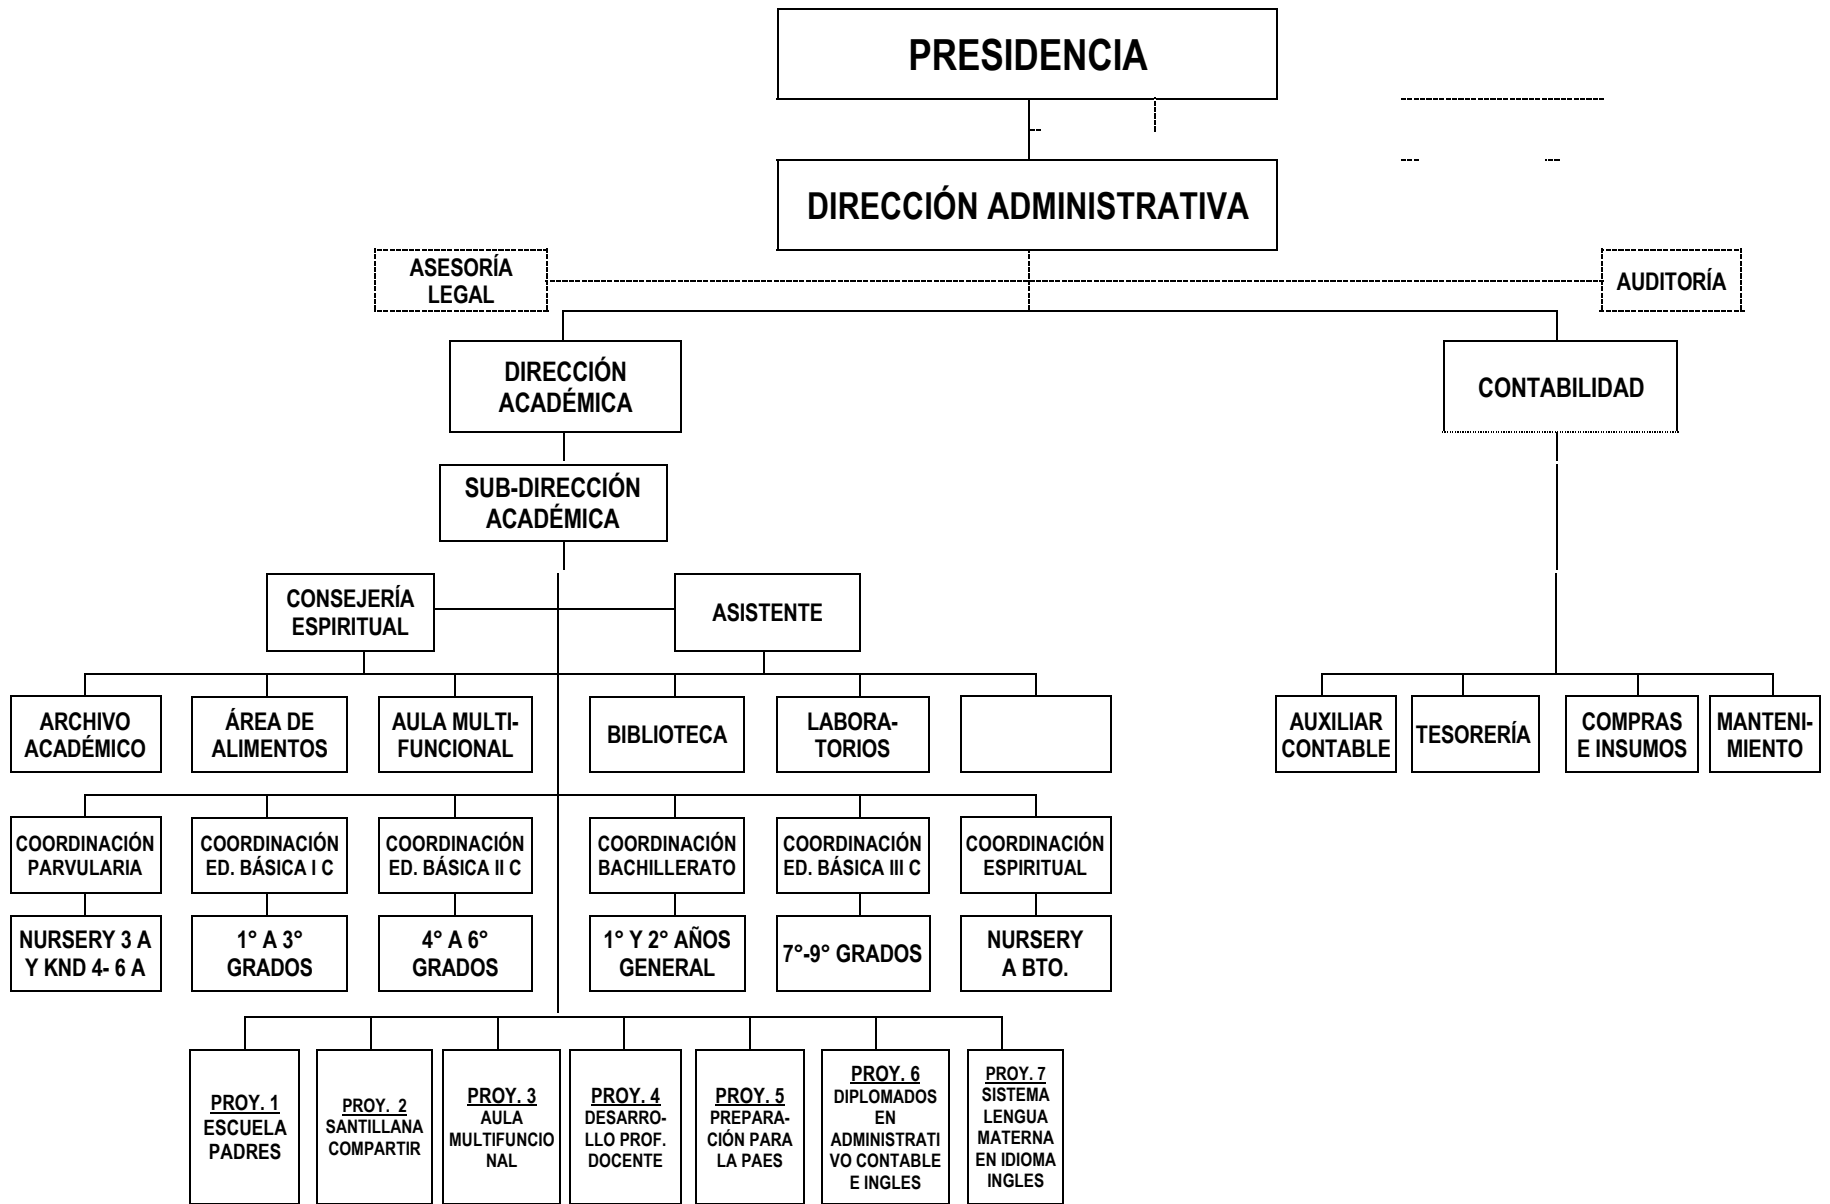 PRESIDENCIA
DIRECCIÓN ADMINISTRATIVA
ASESORÍA
LEGAL
AUDITORÍA
DIRECCIÓN
ACADÉMICA
CONTABILIDAD
SUB-DIRECCIÓN
ACADÉMICA
CONSEJERÍA
ESPIRITUAL
ASISTENTE
ARCHIVO
ACADÉMICO
ÁREA DE
ALIMENTOS
AULA MULTI-
FUNCIONAL
BIBLIOTECA
LABORA-
TORIOS
AUXILIAR
CONTABLE
TESORERÍA
COMPRAS
E INSUMOS
MANTENI-
MIENTO
COORDINACIÓN
PARVULARIA
COORDINACIÓN
ED. BÁSICA I C
COORDINACIÓN
ED. BÁSICA II C
COORDINACIÓN
BACHILLERATO
COORDINACIÓN
ED. BÁSICA III C
COORDINACIÓN
ESPIRITUAL
NURSERY 3 A
Y KND 4- 6 A
1° A 3°
GRADOS
4° A 6°
GRADOS
1° Y 2° AÑOS
GENERAL
7°-9° GRADOS
NURSERY
A BTO.
PROY. 1
ESCUELA
PADRES
PROY. 2
SANTILLANA
COMPARTIR
PROY. 3
AULA
MULTIFUNCIO
NAL
PROY. 4
DESARRO-
LLO PROF.
DOCENTE
PROY. 5
PREPARA-
CIÓN PARA
LA PAES
PROY. 6
DIPLOMADOS
EN
ADMINISTRATI
VO CONTABLE
E INGLES
PROY. 7
SISTEMA
LENGUA
MATERNA
EN IDIOMA
INGLES